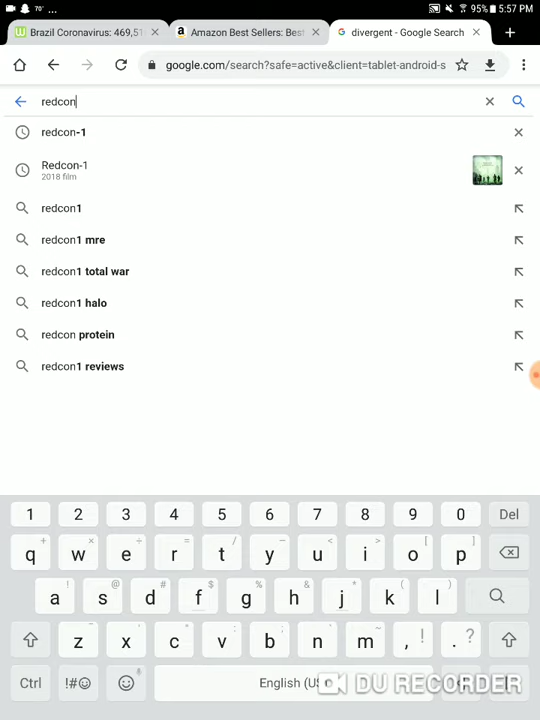 70° ... 95% 5:57 PM
Brazil Coronavirus: 469,51 Amazon Best Sellers: Best divergent - Google Search
google.com/search?safe=active&client=tablet-android-s
redcon
redcon-1
Redcon-1
2018 film
redcon1
redcon1 mre
redcon1 total war
redcon1 halo
redcon protein
redcon1 reviews
1 2 3 4 5 6 7 8 9 0 Del
q w e r t y u i o p
a s d f g h j k l
z x c v b n m , ! . ?
Ctrl !#☺ English (US)
DU RECORDER